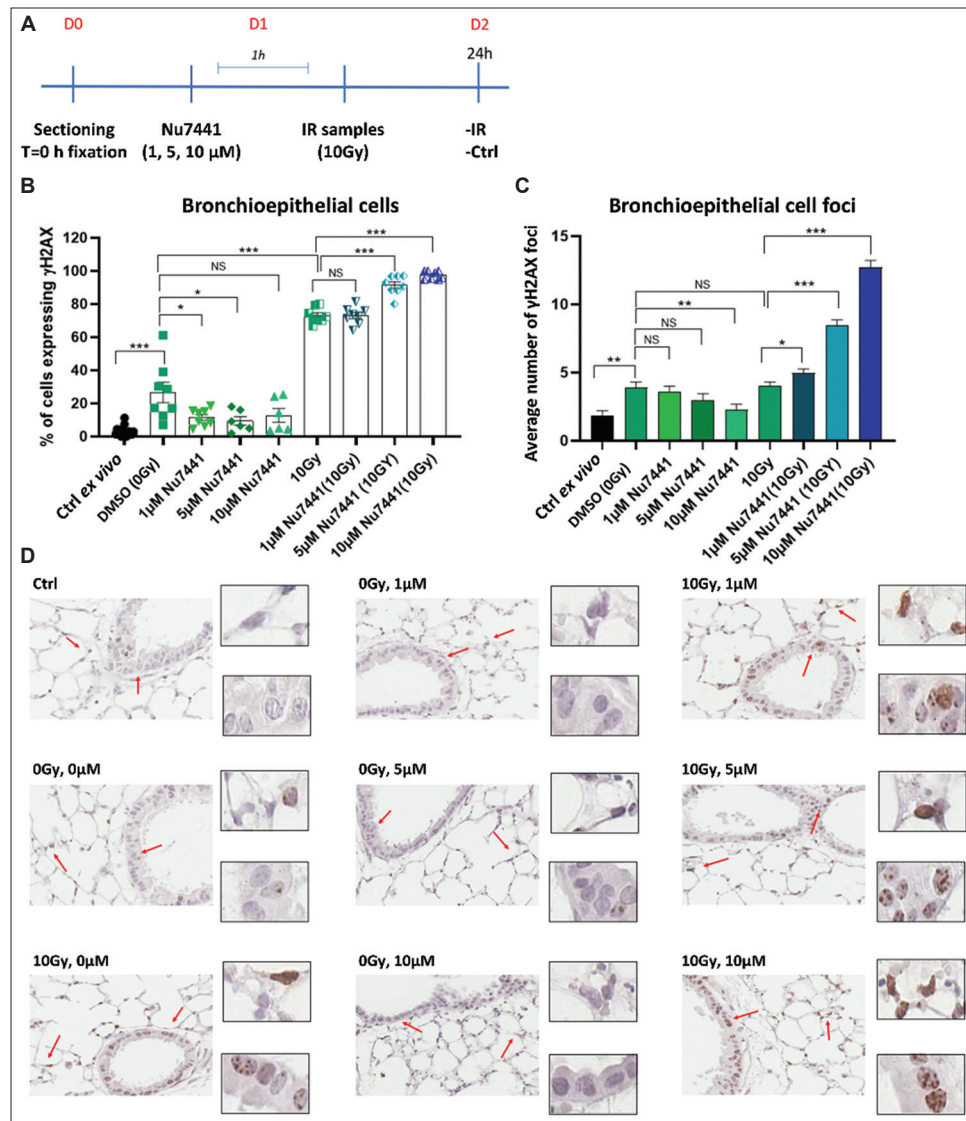 A
D0 D1 D2
1h 24h
Sectioning Nu7441 IR samples -IR
T=0 h fixation (1, 5, 10 μM) (10Gy) -Ctrl
B
Bronchioepithelial cells
% of cells expressing γH2AX
120
100
80
60
40
20
0
***
*
*
NS
***
NS
***
***
Ctrl ex vivo
DMSO (0Gy)
1μM Nu7441
5μM Nu7441
10μM Nu7441
10Gy
1μM Nu7441(10Gy)
5μM Nu7441 (10GY)
10μM Nu7441(10Gy)
C
Bronchioepithelial cell foci
Average number of γH2AX foci
15
10
5
0
**
NS
NS
**
NS
*
***
***
Ctrl ex vivo
DMSO (0Gy)
1μM Nu7441
5μM Nu7441
10μM Nu7441
10Gy
1μM Nu7441(10Gy)
5μM Nu7441 (10GY)
10μM Nu7441(10Gy)
D
Ctrl 0Gy, 1μM 10Gy, 1μM
0Gy, 0μM 0Gy, 5μM 10Gy, 5μM
10Gy, 0μM 0Gy, 10μM 10Gy, 10μM